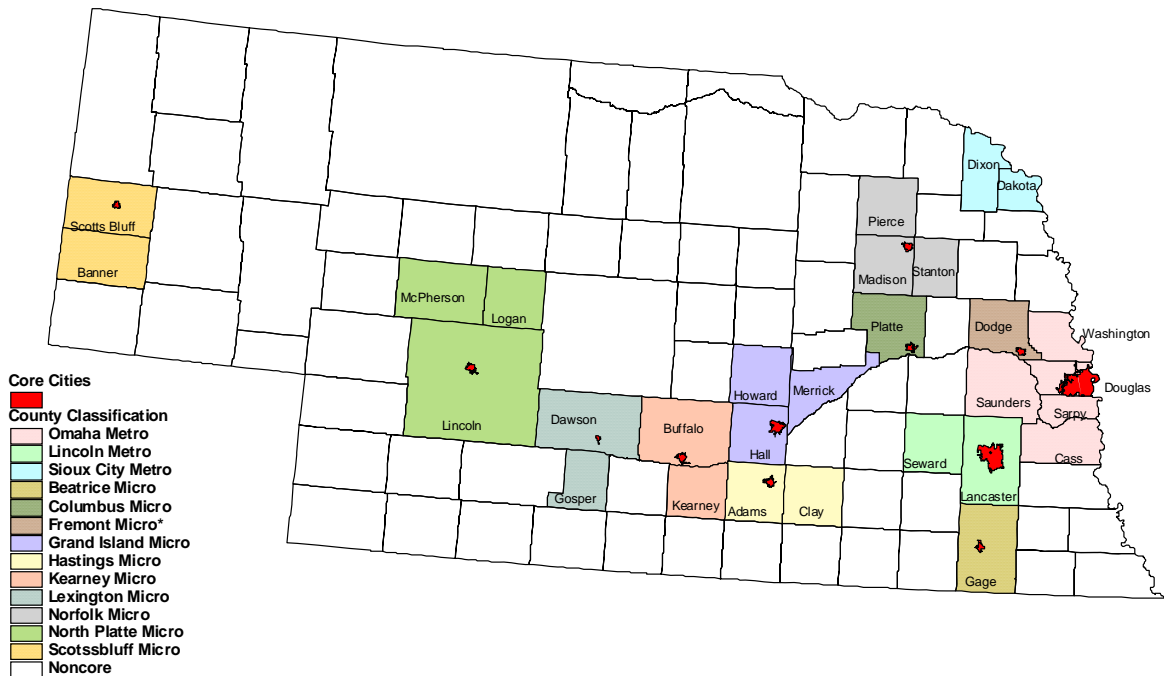 Dixon
Dakota
Pierce
Scotts Bluff
Banner
Madison
Stanton
McPherson
Logan
Platte
Dodge
Washington
Douglas
Howard
Merrick
Saunders
Sarpy
Lincoln
Dawson
Buffalo
Hall
Seward
Cass
Gosper
Kearney
Adams
Clay
Lancaster
Gage
Core Cities
County Classification
Omaha Metro
Lincoln Metro
Sioux City Metro
Beatrice Micro
Columbus Micro
Fremont Micro*
Grand Island Micro
Hastings Micro
Kearney Micro
Lexington Micro
Norfolk Micro
North Platte Micro
Scotssbluff Micro
Noncore